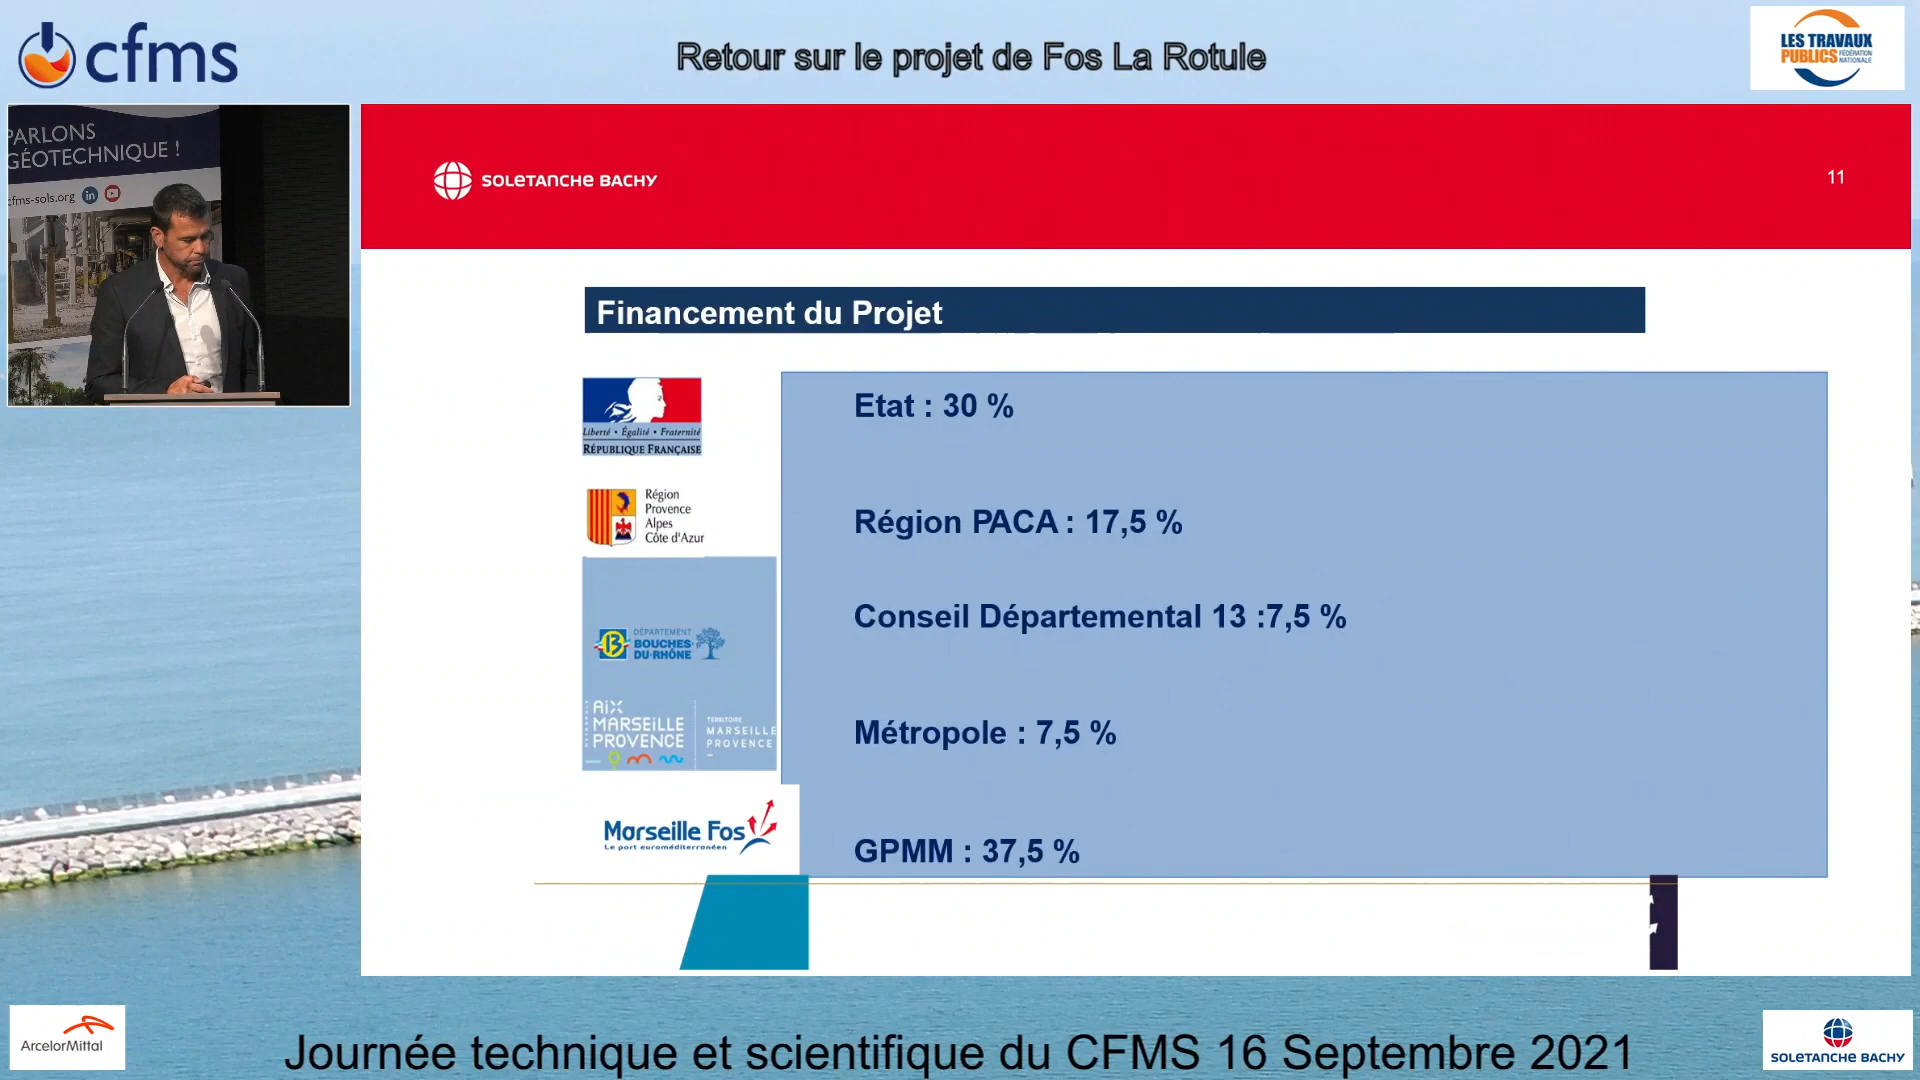 cfms
Retour sur le projet de Fos La Rotule
LES TRAVAUX
PUBLICS FÉDÉRATION
NATIONALE
PARLONS
GÉOTECHNIQUE !
cfms-sols.org in
SOLETANCHE BACHY
11
Financement du Projet
Liberté • Égalité • Fraternité
RÉPUBLIQUE FRANÇAISE
Etat : 30 %
Région
Provence
Alpes
Côte d'Azur
Région PACA : 17,5 %
Conseil Départemental 13 :7,5 %
13
DÉPARTEMENT
BOUCHES
DU-RHÔNE
AIX
MARSEILLE
PROVENCE
TERRITOIRE
MARSEILLE
PROVENCE
Métropole : 7,5 %
Marseille Fos
Le port euroméditerranéen
GPMM : 37,5 %
ArcelorMittal
Journée technique et scientifique du CFMS 16 Septembre 2021
SOLETANCHE BACHY